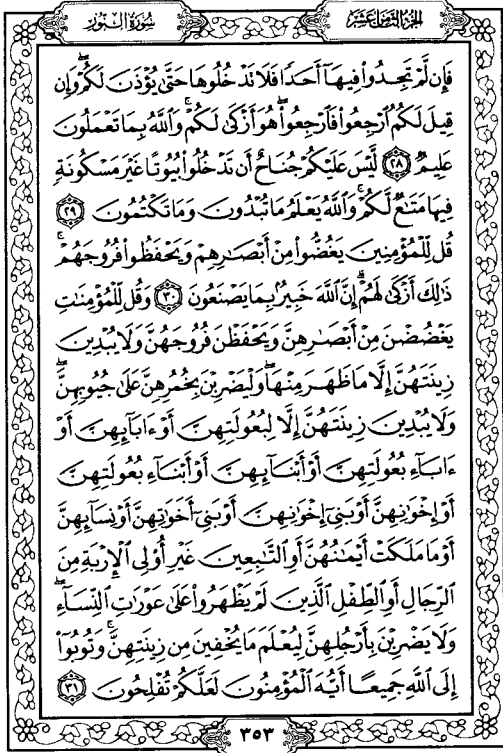 الجزء الثامن عشر
سورة النور
فَإِن لَّمْ تَجِدُوا۟ فِيهَآ أَحَدًا فَلَا تَدْخُلُوهَا حَتَّىٰ يُؤْذَنَ لَكُمْ ۖ وَإِن
قِيلَ لَكُمُ ٱرْجِعُوا۟ فَٱرْجِعُوا۟ ۖ هُوَ أَزْكَىٰ لَكُمْ ۚ وَٱللَّهُ بِمَا تَعْمَلُونَ
عَلِيمٌ ٢٨ لَّيْسَ عَلَيْكُمْ جُنَاحٌ أَن تَدْخُلُوا۟ بُيُوتًا غَيْرَ مَسْكُونَةٍ
فِيهَا مَتَـٰعٌ لَّكُمْ ۚ وَٱللَّهُ يَعْلَمُ مَا تُبْدُونَ وَمَا تَكْتُمُونَ ٢٩
قُل لِّلْمُؤْمِنِينَ يَغُضُّوا۟ مِنْ أَبْصَـٰرِهِمْ وَيَحْفَظُوا۟ فُرُوجَهُمْ ۚ
ذَٰلِكَ أَزْكَىٰ لَهُمْ ۗ إِنَّ ٱللَّهَ خَبِيرٌۢ بِمَا يَصْنَعُونَ ٣٠ وَقُل لِّلْمُؤْمِنَـٰتِ
يَغْضُضْنَ مِنْ أَبْصَـٰرِهِنَّ وَيَحْفَظْنَ فُرُوجَهُنَّ وَلَا يُبْدِينَ
زِينَتَهُنَّ إِلَّا مَا ظَهَرَ مِنْهَا ۖ وَلْيَضْرِبْنَ بِخُمُرِهِنَّ عَلَىٰ جُيُوبِهِنَّ ۖ
وَلَا يُبْدِينَ زِينَتَهُنَّ إِلَّا لِبُعُولَتِهِنَّ أَوْ ءَابَآئِهِنَّ أَوْ
ءَابَآءِ بُعُولَتِهِنَّ أَوْ أَبْنَآئِهِنَّ أَوْ أَبْنَآءِ بُعُولَتِهِنَّ
أَوْ إِخْوَٰنِهِنَّ أَوْ بَنِىٓ إِخْوَٰنِهِنَّ أَوْ بَنِىٓ أَخَوَٰتِهِنَّ أَوْ نِسَآئِهِنَّ
أَوْ مَا مَلَكَتْ أَيْمَـٰنُهُنَّ أَوِ ٱلتَّـٰبِعِينَ غَيْرِ أُو۟لِى ٱلْإِرْبَةِ مِنَ
ٱلرِّجَالِ أَوِ ٱلطِّفْلِ ٱلَّذِينَ لَمْ يَظْهَرُوا۟ عَلَىٰ عَوْرَٰتِ ٱلنِّسَآءِ ۖ
وَلَا يَضْرِبْنَ بِأَرْجُلِهِنَّ لِيُعْلَمَ مَا يُخْفِينَ مِن زِينَتِهِنَّ ۚ وَتُوبُوٓا۟
إِلَى ٱللَّهِ جَمِيعًا أَيُّهَ ٱلْمُؤْمِنُونَ لَعَلَّكُمْ تُفْلِحُونَ ٣١
٣٥٣